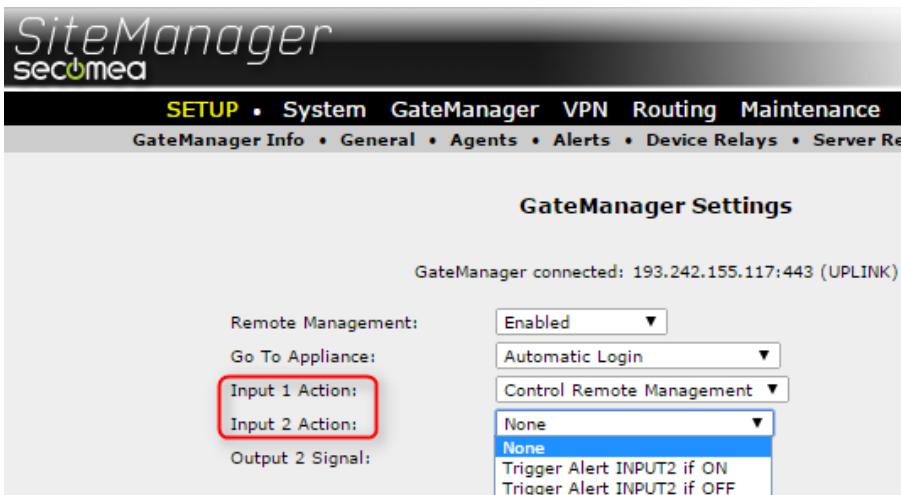 SiteManager
secomea
SETUP • System GateManager VPN Routing Maintenance
GateManager Info • General • Agents • Alerts • Device Relays • Server Re
GateManager Settings
GateManager connected: 193.242.155.117:443 (UPLINK)
Remote Management: Enabled ▼
Go To Appliance: Automatic Login ▼
Input 1 Action: Control Remote Management ▼
Input 2 Action: None ▼
None
Output 2 Signal:
Trigger Alert INPUT2 if ON
Trigger Alert INPUT2 if OFF